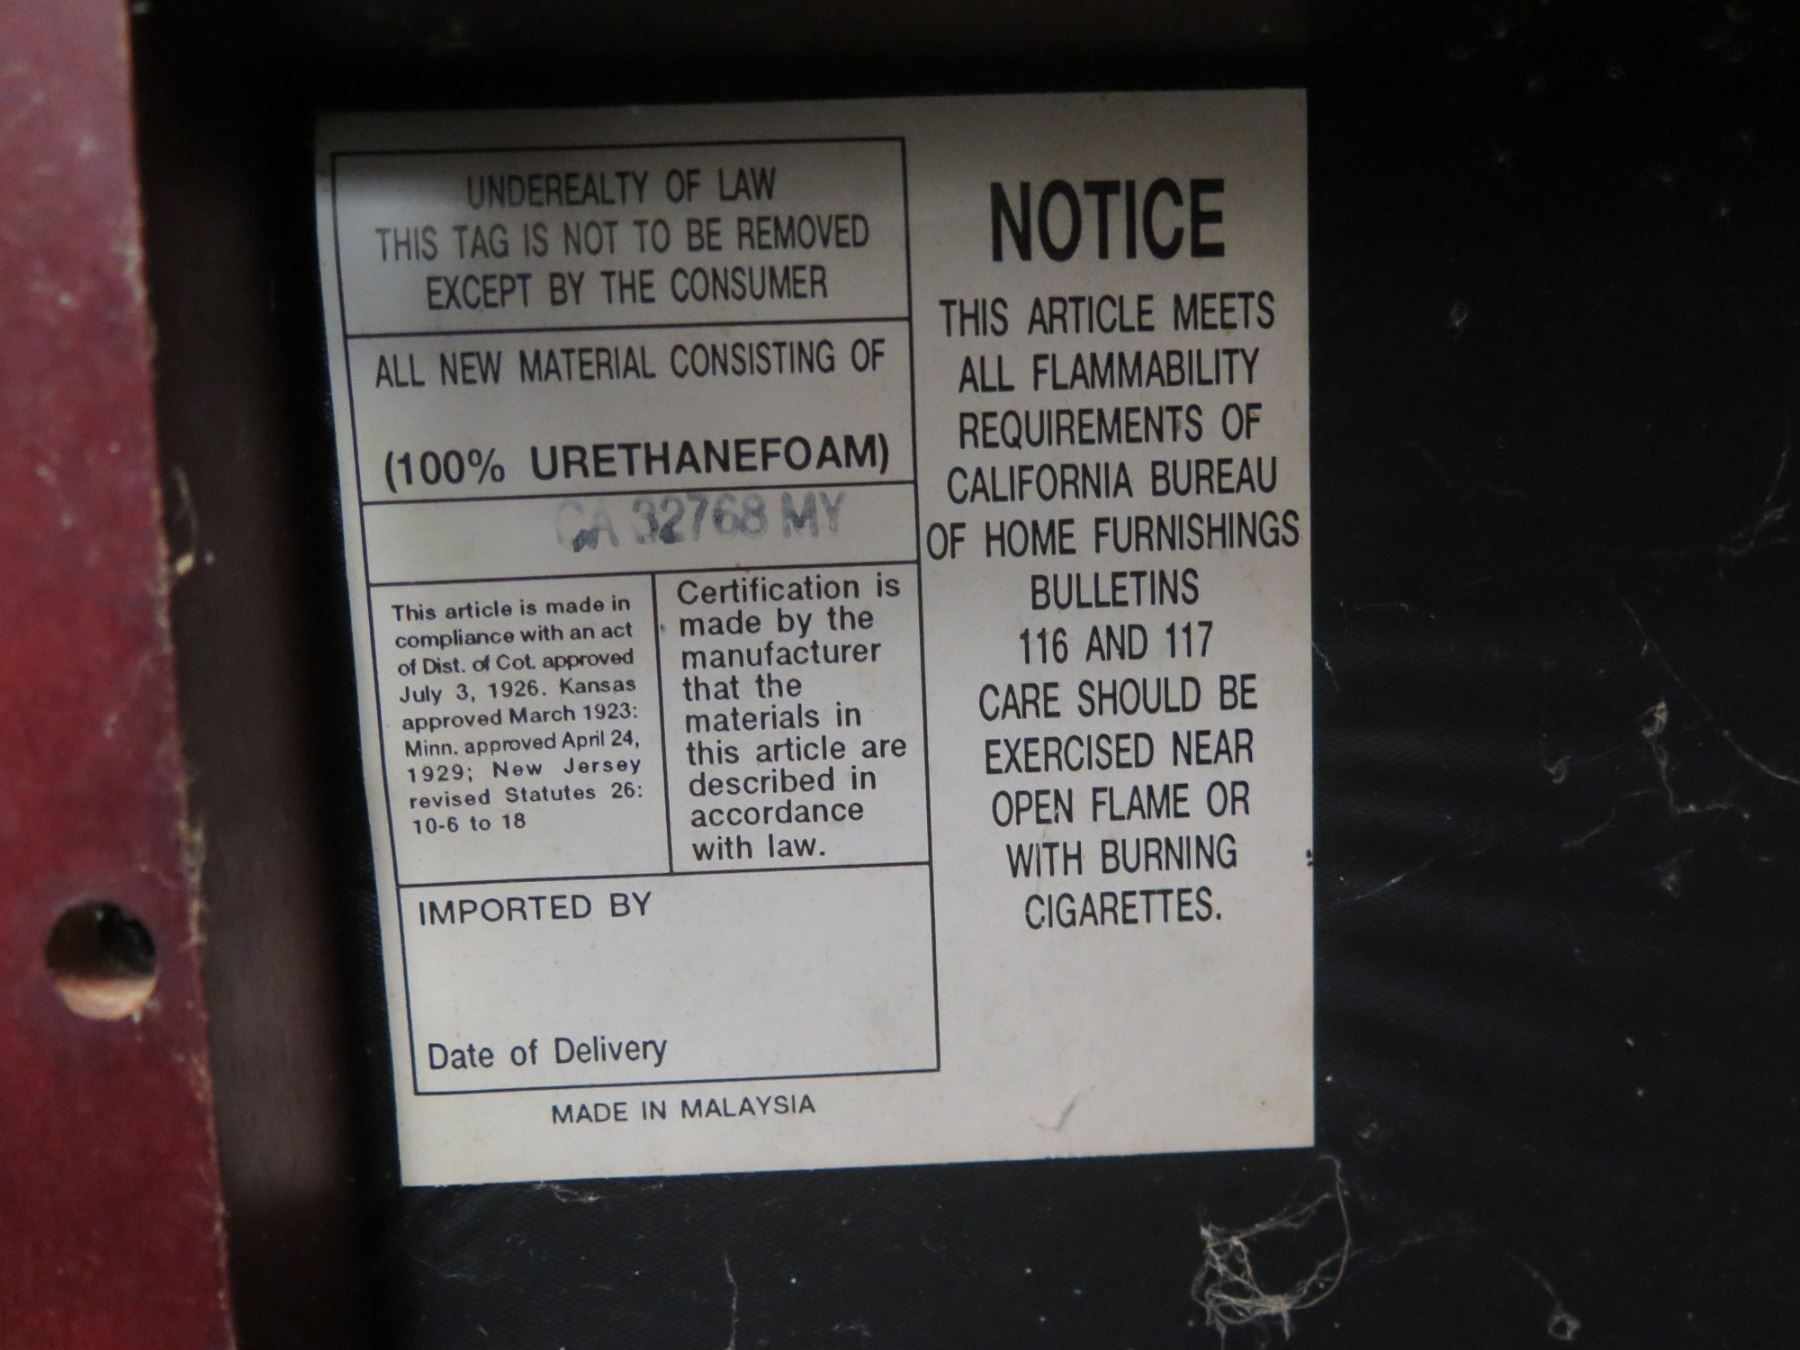 UNDEREALTY OF LAW
THIS TAG IS NOT TO BE REMOVED
EXCEPT BY THE CONSUMER
ALL NEW MATERIAL CONSISTING OF
(100% URETHANEFOAM)
CA 32768 MY
This article is made in
compliance with an act
of Dist. of Cot. approved
July 3, 1926. Kansas
approved March 1923:
Minn. approved April 24,
1929; New Jersey
revised Statutes 26:
10-6 to 18
Certification is
made by the
manufacturer
that the
materials in
this article are
described in
accordance
with law.
IMPORTED BY
Date of Delivery
MADE IN MALAYSIA
NOTICE
THIS ARTICLE MEETS
ALL FLAMMABILITY
REQUIREMENTS OF
CALIFORNIA BUREAU
OF HOME FURNISHINGS
BULLETINS
116 AND 117
CARE SHOULD BE
EXERCISED NEAR
OPEN FLAME OR
WITH BURNING
CIGARETTES.